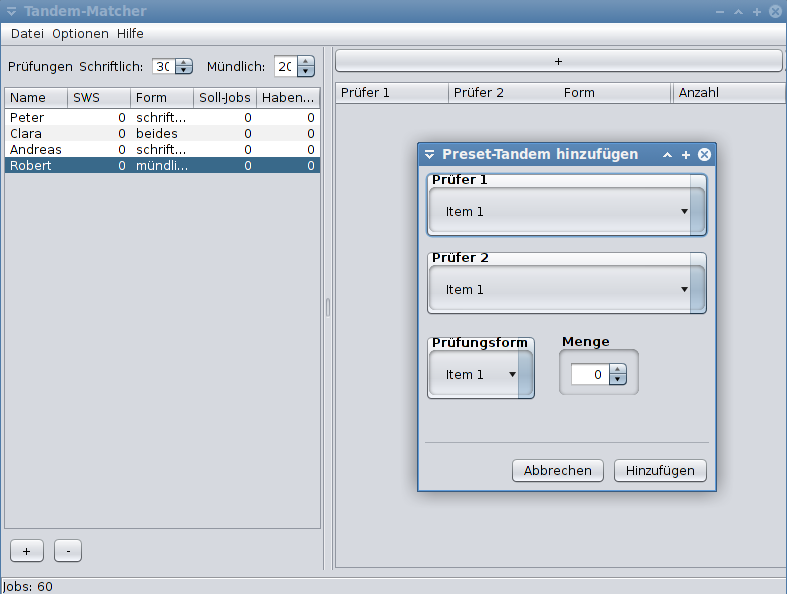 Tandem-Matcher
Datei Optionen Hilfe
Prüfungen Schriftlich: 30 Mündlich: 20
+
Name SWS Form Soll-Jobs Haben...
Peter 0 schrift... 0 0
Clara 0 beides 0 0
Andreas 0 schrift... 0 0
Robert 0 mündli... 0 0
Prüfer 1 Prüfer 2 Form Anzahl
Preset-Tandem hinzufügen
Prüfer 1
Item 1
Prüfer 2
Item 1
Prüfungsform Menge
Item 1 0
Abbrechen Hinzufügen
+ -
Jobs: 60